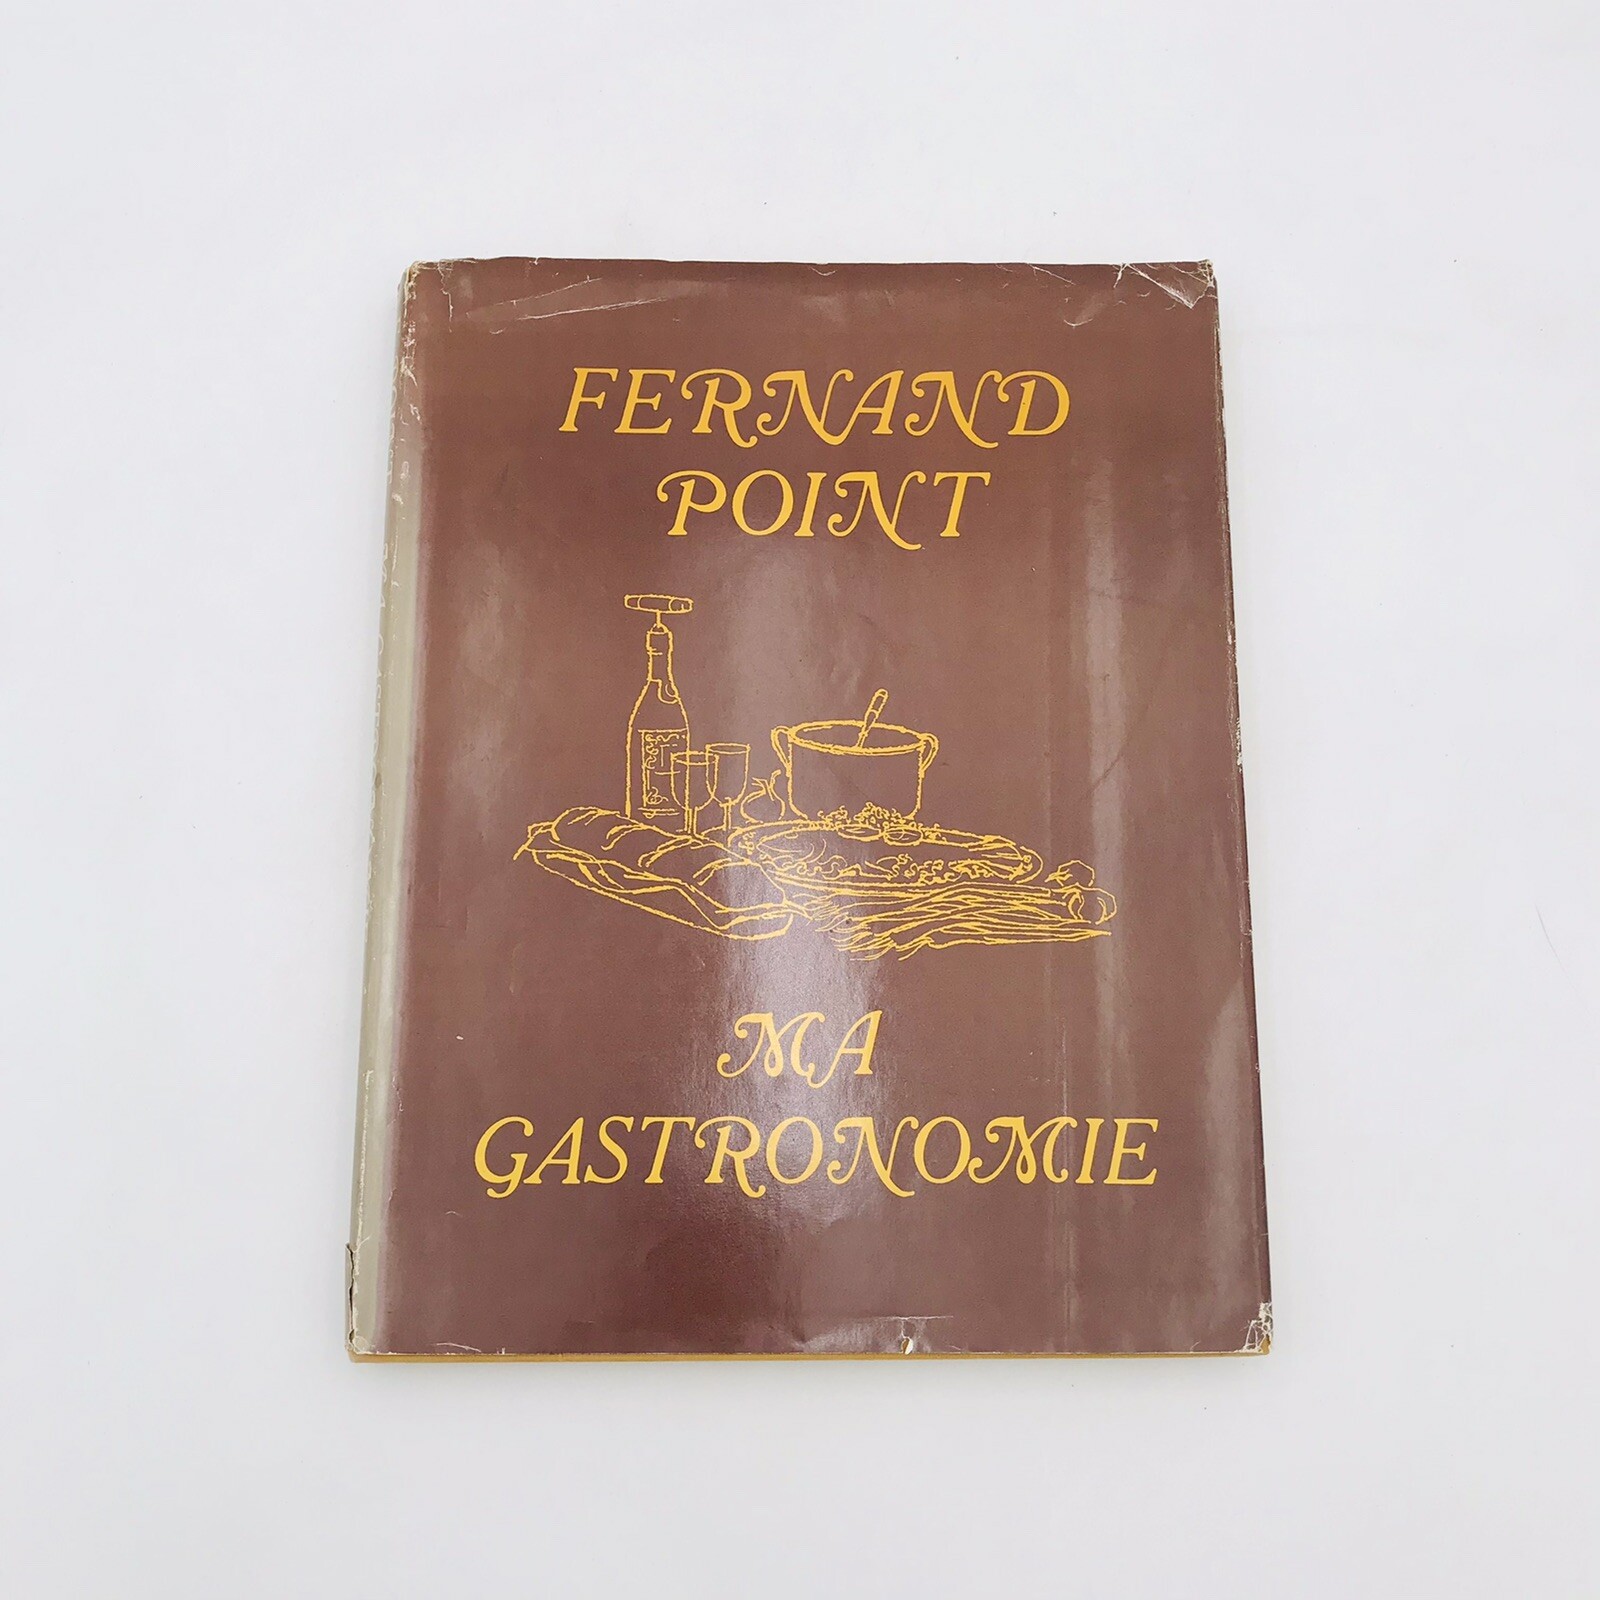 FERNAND
POINT
MA
GASTRONOMIE